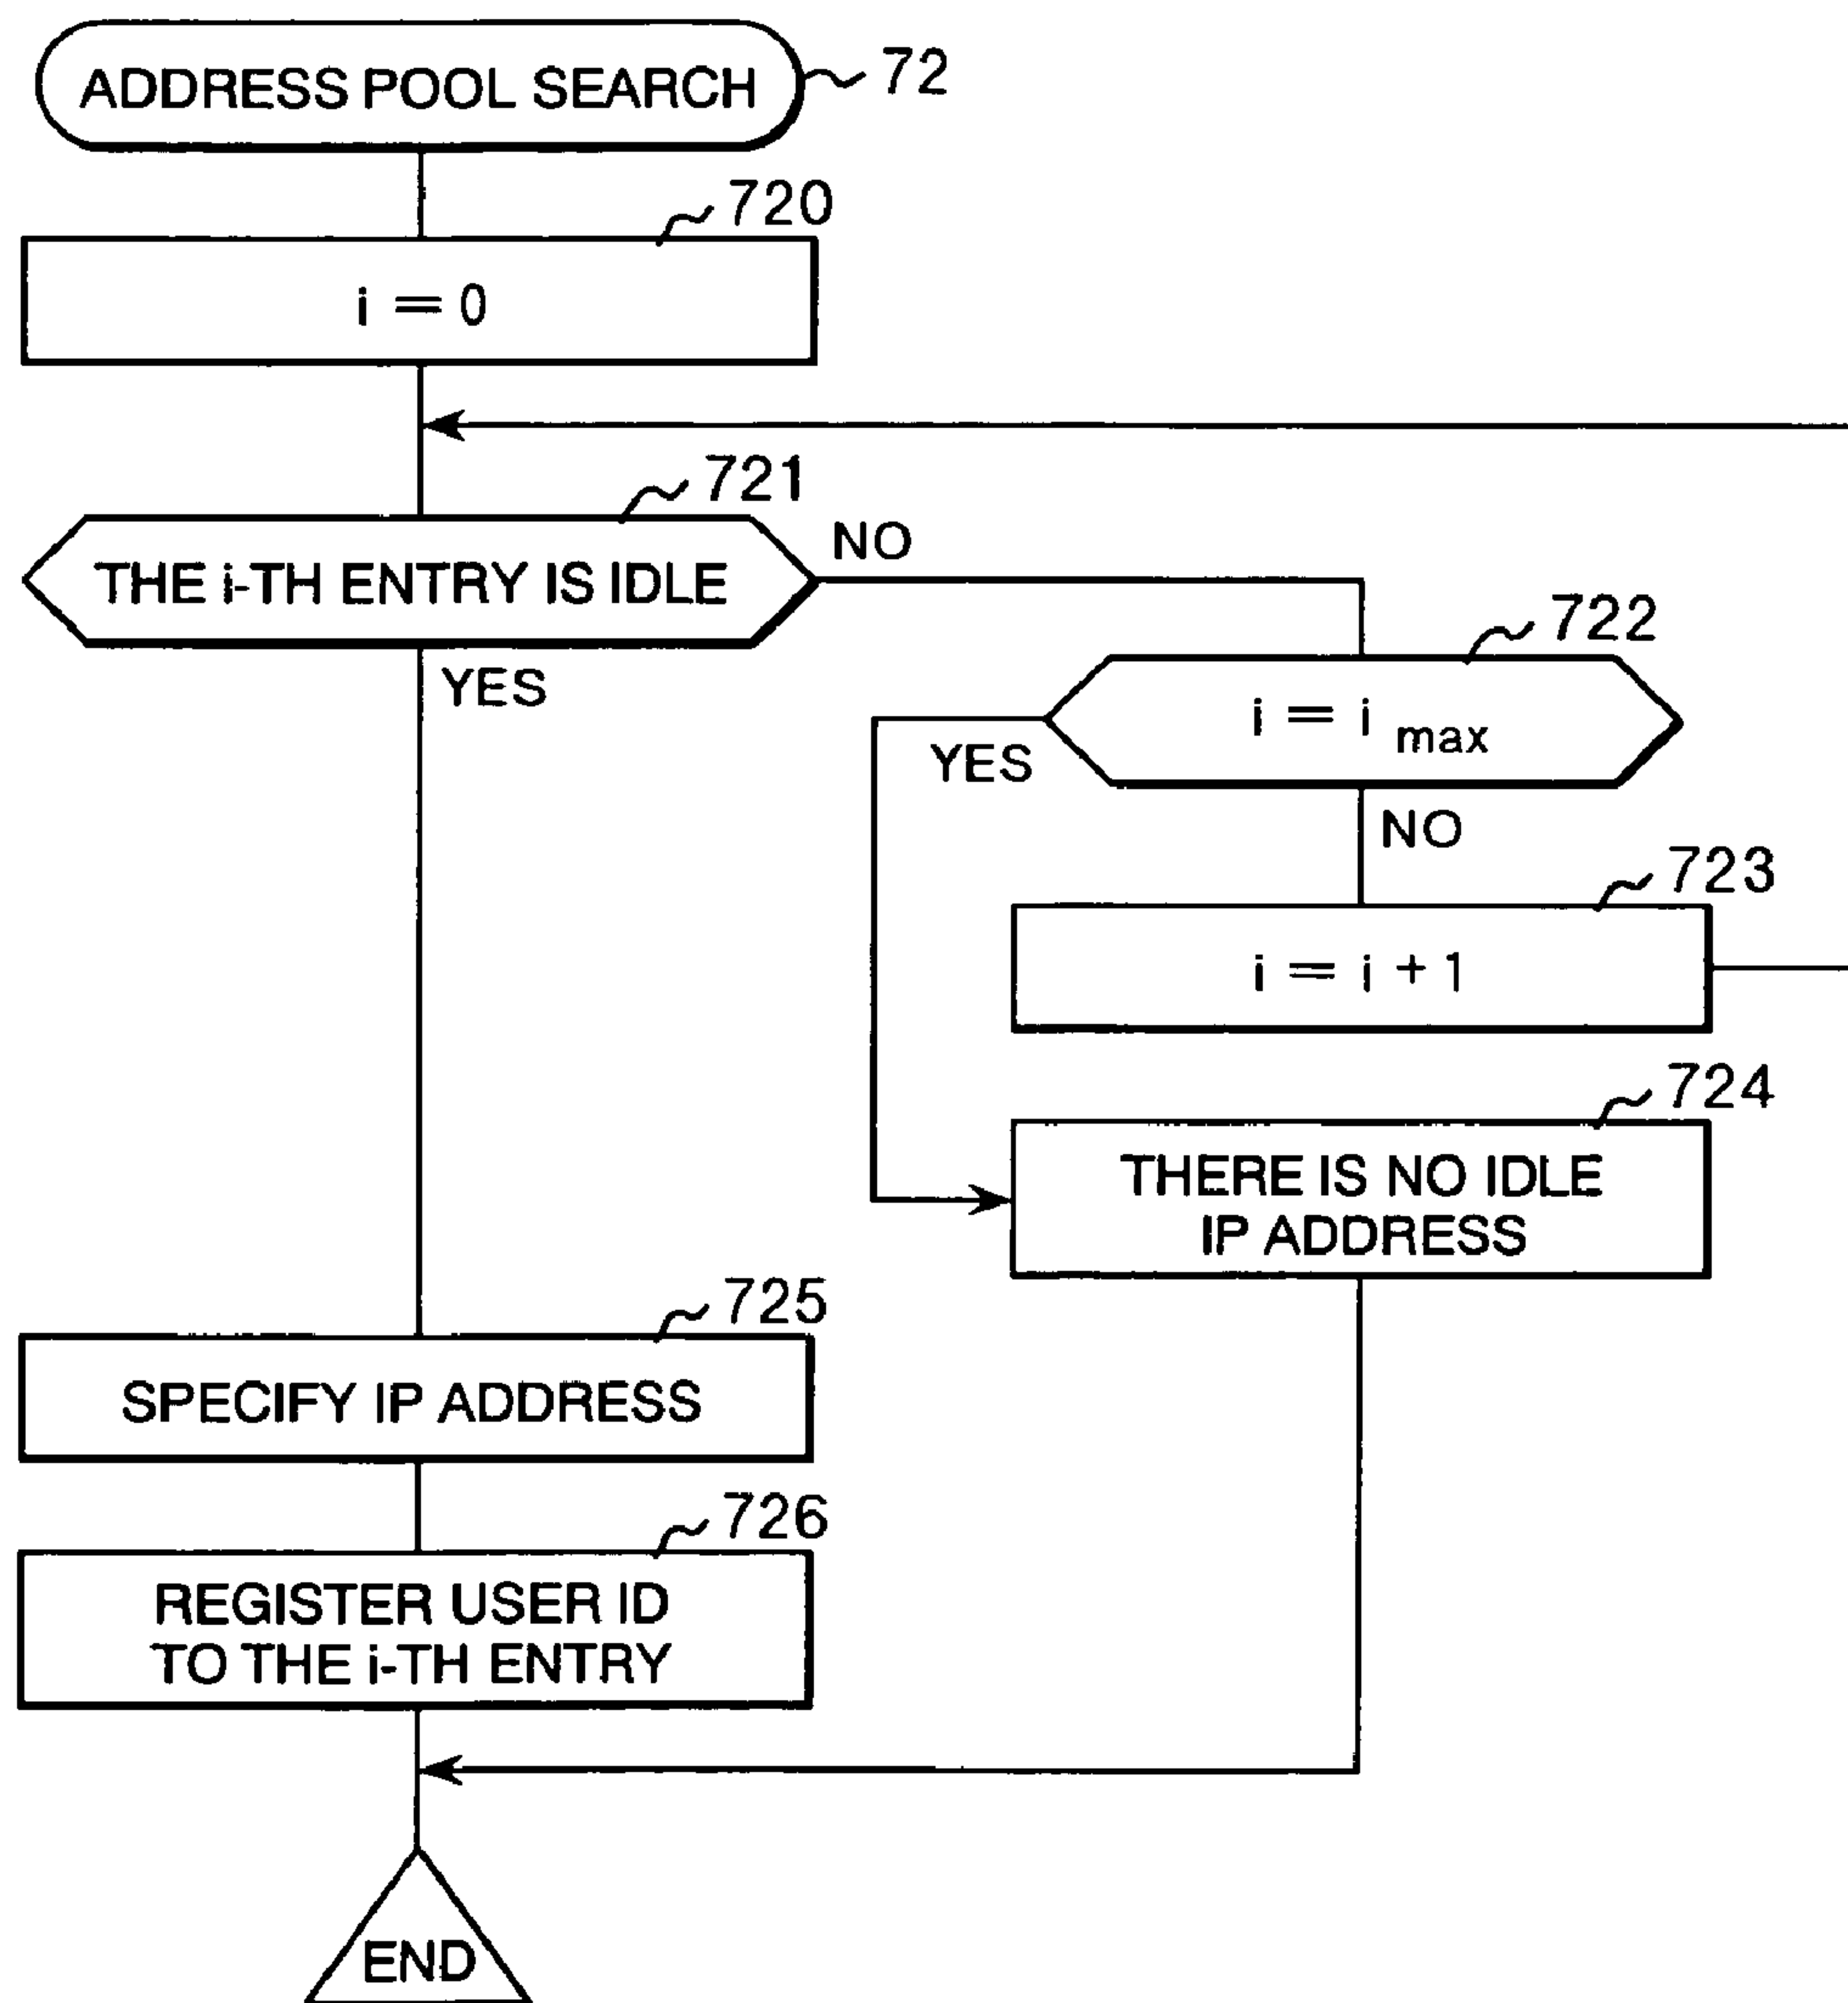 ADDRESS POOL SEARCH
72
720
i = 0
721
THE i-TH ENTRY IS IDLE
NO
YES
722
i = i max
YES
NO
723
i = i + 1
724
THERE IS NO IDLE
IP ADDRESS
725
SPECIFY IP ADDRESS
726
REGISTER USER ID
TO THE i-TH ENTRY
END